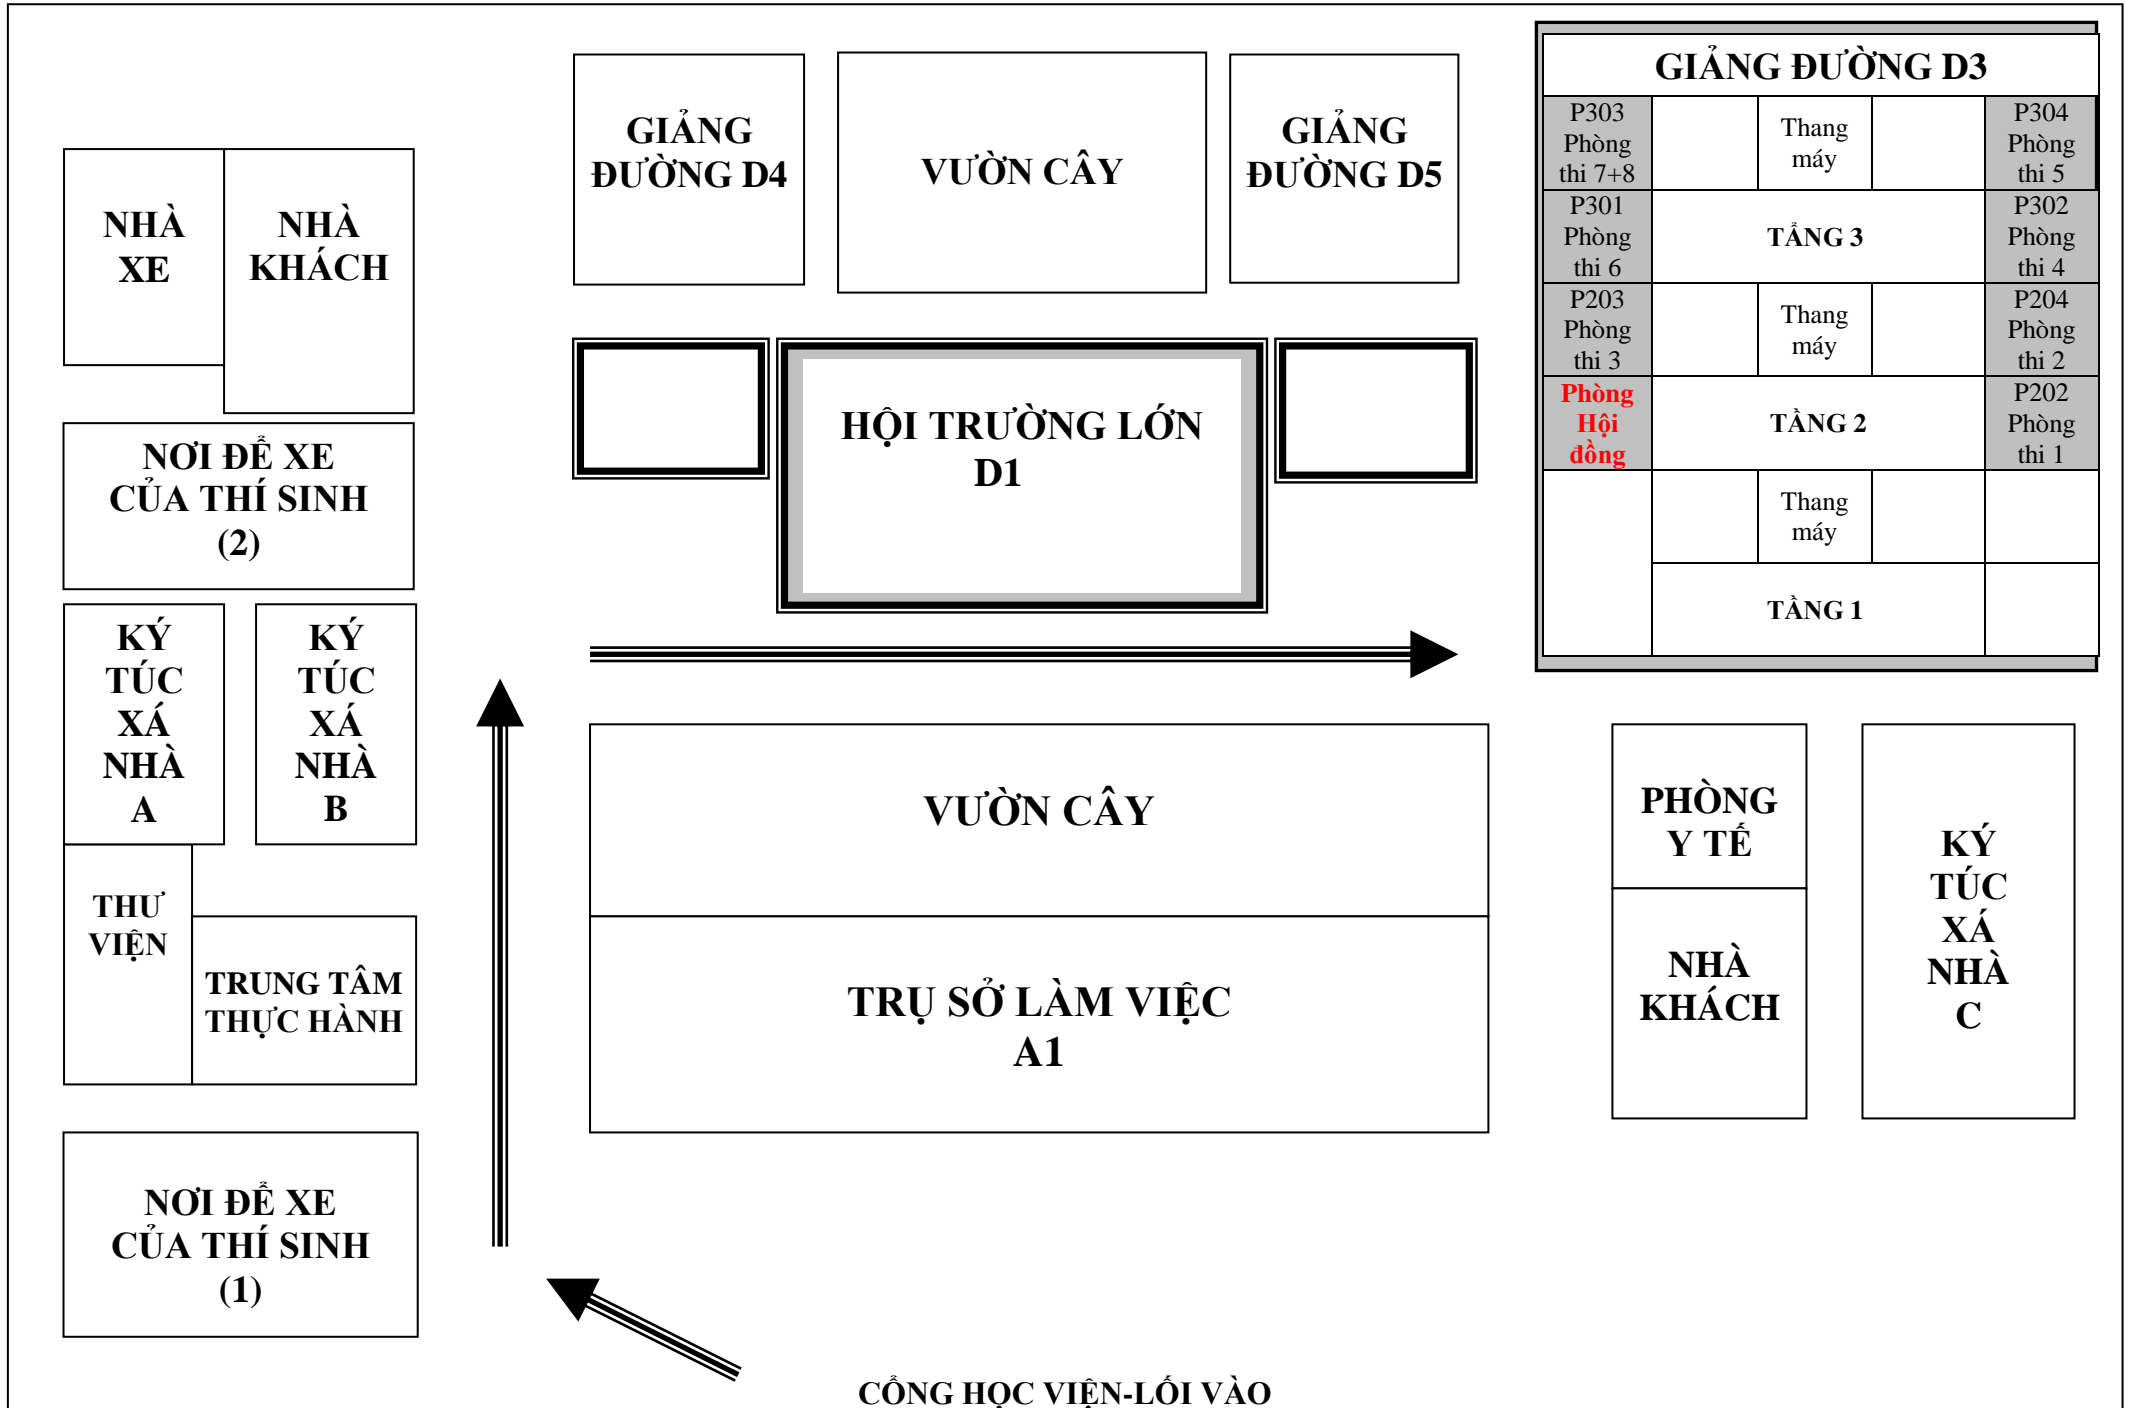 GIẢNG
ĐƯỜNG D4
VƯỜN CÂY
GIẢNG
ĐƯỜNG D5
NHÀ
XE
NHÀ
KHÁCH
NƠI ĐỂ XE
CỦA THÍ SINH
(2)
HỘI TRƯỜNG LỚN
D1
GIẢNG ĐƯỜNG D3
P303
Phòng
thi 7+8
Thang
máy
P304
Phòng
thi 5
P301
Phòng
thi 6
TẦNG 3
P302
Phòng
thi 4
P203
Phòng
thi 3
Thang
máy
P204
Phòng
thi 2
Phòng
Hội
đồng
TẦNG 2
P202
Phòng
thi 1
Thang
máy
TẦNG 1
KÝ
TÚC
XÁ
NHÀ
A
KÝ
TÚC
XÁ
NHÀ
B
THƯ
VIỆN
TRUNG TÂM
THỰC HÀNH
VƯỜN CÂY
TRỤ SỞ LÀM VIỆC
A1
PHÒNG
Y TẾ
NHÀ
KHÁCH
KÝ
TÚC
XÁ
NHÀ
C
NƠI ĐỂ XE
CỦA THÍ SINH
(1)
CỔNG HỌC VIỆN-LỐI VÀO